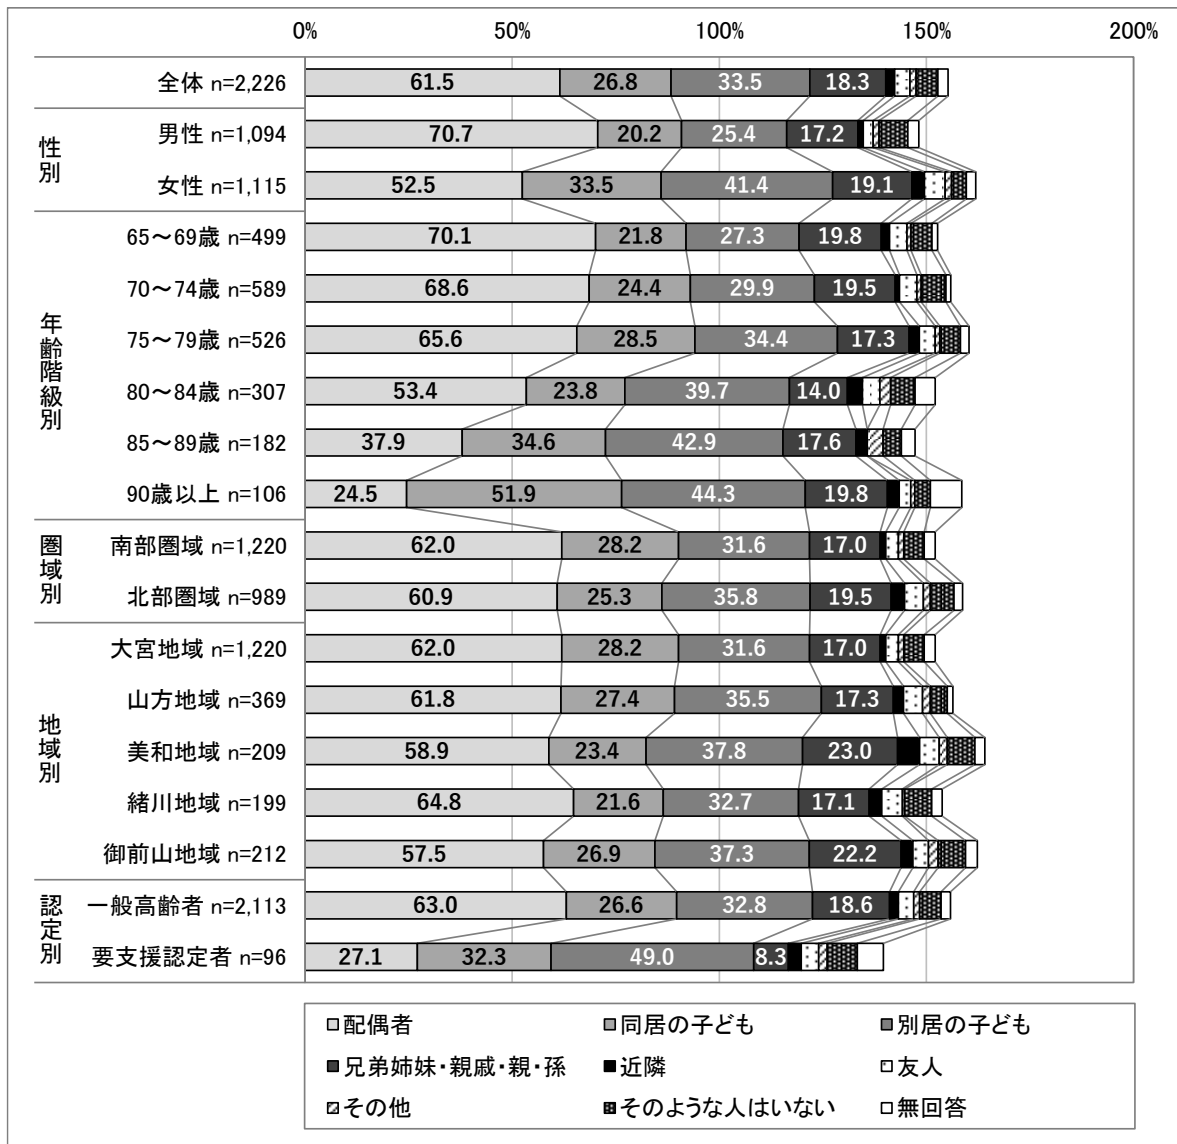 0% 50% 100% 150% 200%
全体 n=2,226 61.5 26.8 33.5 18.3
性別
男性 n=1,094 70.7 20.2 25.4 17.2
女性 n=1,115 52.5 33.5 41.4 19.1
年齢階級別
65～69歳 n=499 70.1 21.8 27.3 19.8
70～74歳 n=589 68.6 24.4 29.9 19.5
75～79歳 n=526 65.6 28.5 34.4 17.3
80～84歳 n=307 53.4 23.8 39.7 14.0
85～89歳 n=182 37.9 34.6 42.9 17.6
90歳以上 n=106 24.5 51.9 44.3 19.8
圏域別
南部圏域 n=1,220 62.0 28.2 31.6 17.0
北部圏域 n=989 60.9 25.3 35.8 19.5
地域別
大宮地域 n=1,220 62.0 28.2 31.6 17.0
山方地域 n=369 61.8 27.4 35.5 17.3
美和地域 n=209 58.9 23.4 37.8 23.0
緒川地域 n=199 64.8 21.6 32.7 17.1
御前山地域 n=212 57.5 26.9 37.3 22.2
認定別
一般高齢者 n=2,113 63.0 26.6 32.8 18.6
要支援認定者 n=96 27.1 32.3 49.0 8.3
配偶者 同居の子ども 別居の子ども
兄弟姉妹・親戚・親・孫 近隣 友人
その他 そのような人はいない 無回答